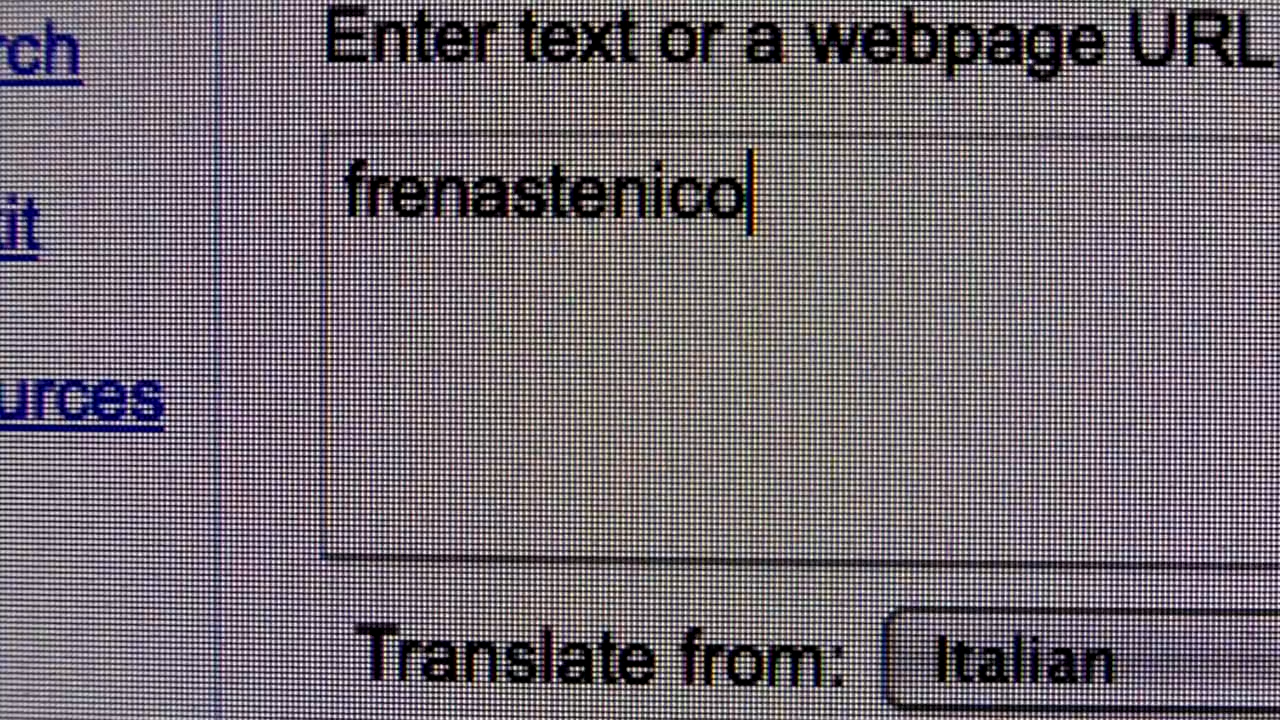 Enter text or a webpage URL
rch
frenastenico
it
urces
Translate from: Italian